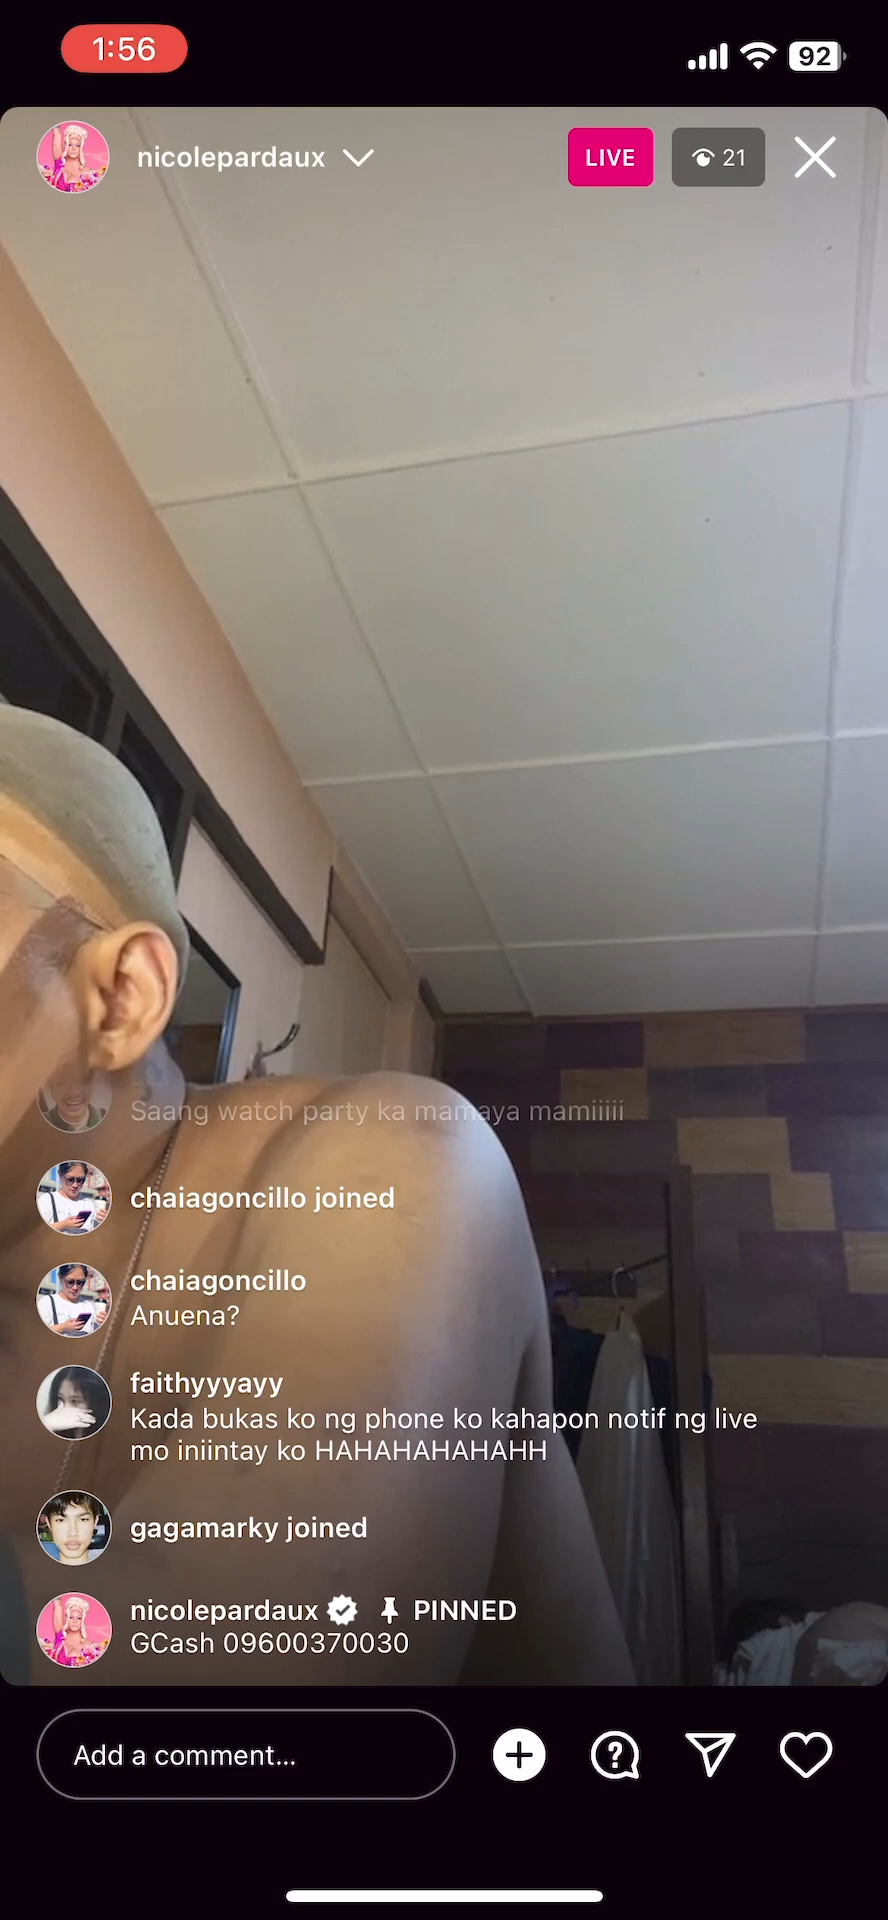 1:56
92
nicolepardaux
LIVE
21
Saang watch party ka mamaya mamiiiii
chaiagoncillo joined
chaiagoncillo
Anuena?
faithyyyayy
Kada bukas ko ng phone ko kahapon notif ng live
mo iniintay ko HAHAHAHAHAHH
gagamarky joined
nicolepardaux PINNED
GCash 09600370030
Add a comment...